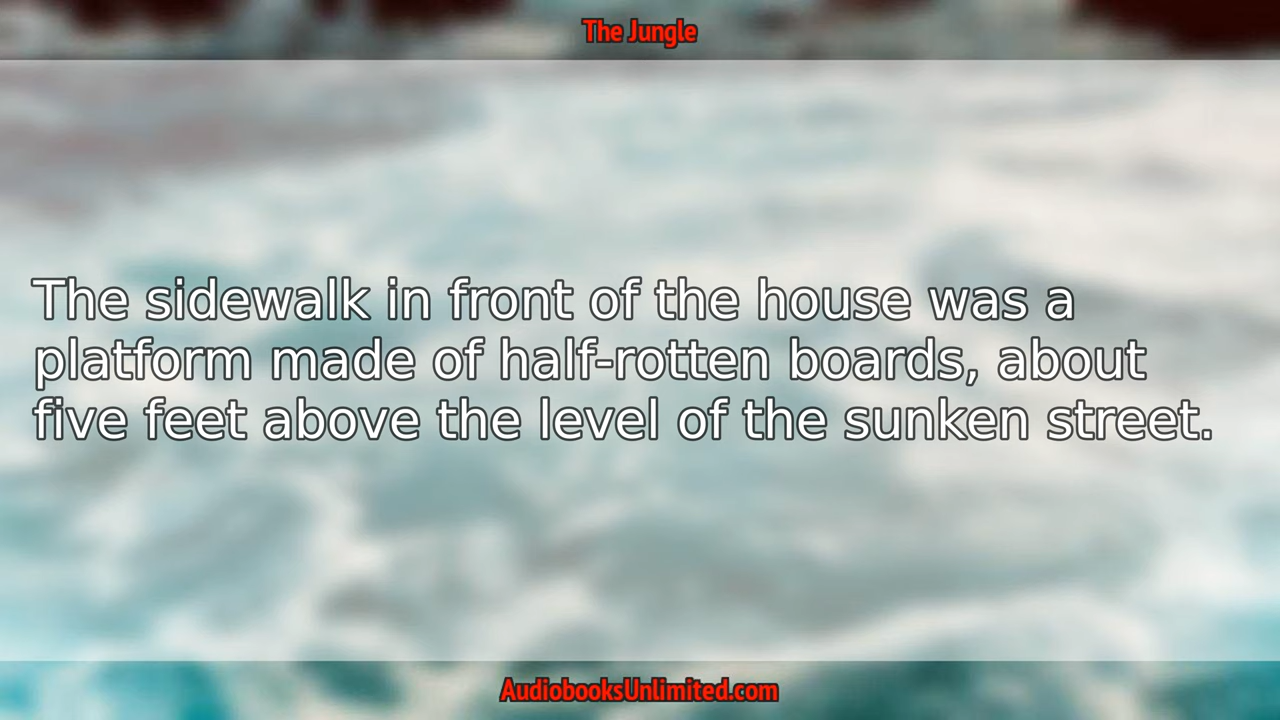 The Jungle
The sidewalk in front of the house was a
platform made of half-rotten boards, about
five feet above the level of the sunken street.
AudiobooksUnlimited.com